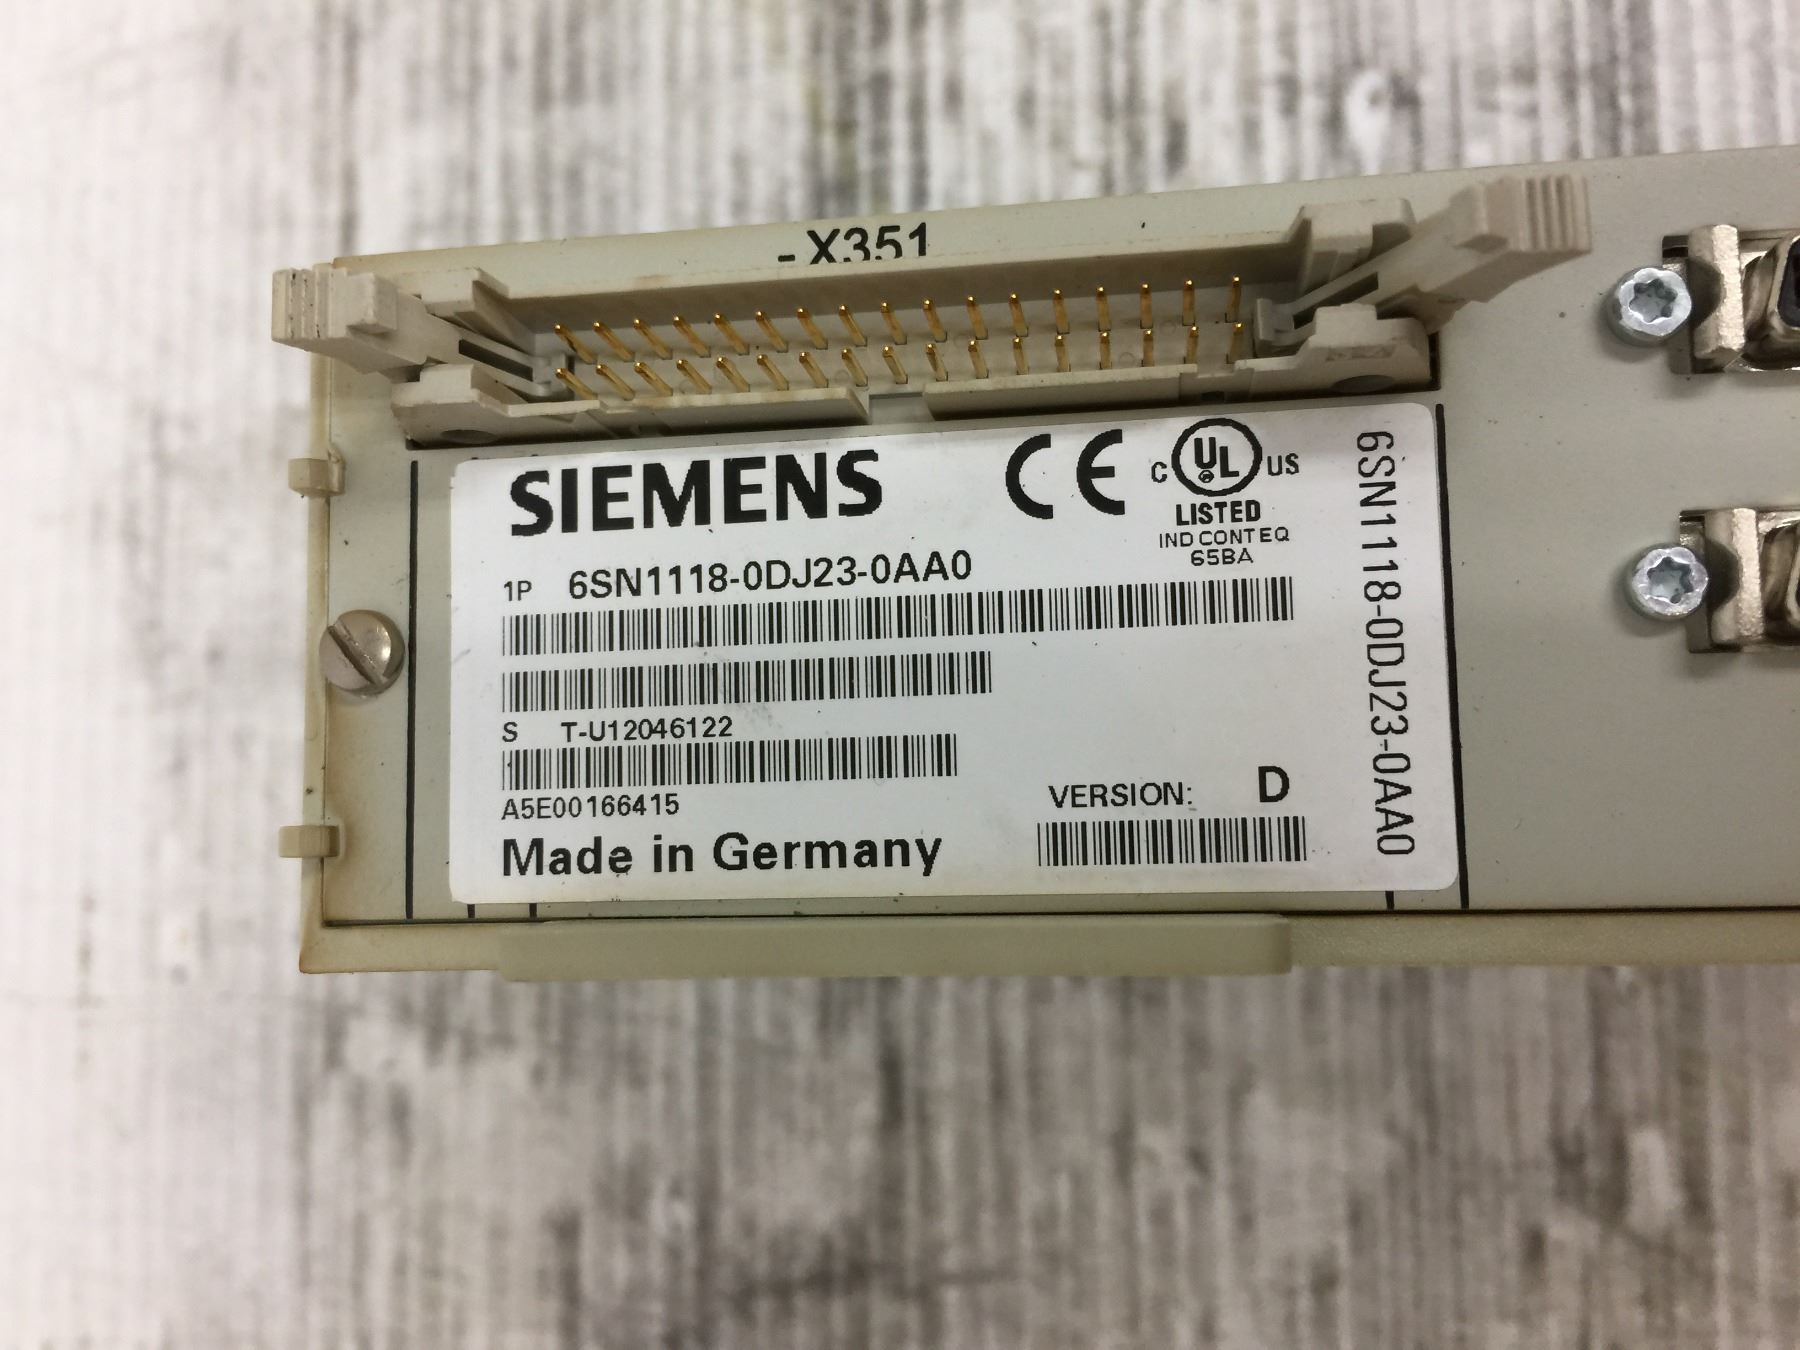 -X351
SIEMENS
CE
C UL US
LISTED
IND CONT EQ
65BA
1P 6SN1118-0DJ23-0AA0
S T-U12046122
A5E00166415
VERSION: D
Made in Germany
6SN1118-0DJ23-0AA0